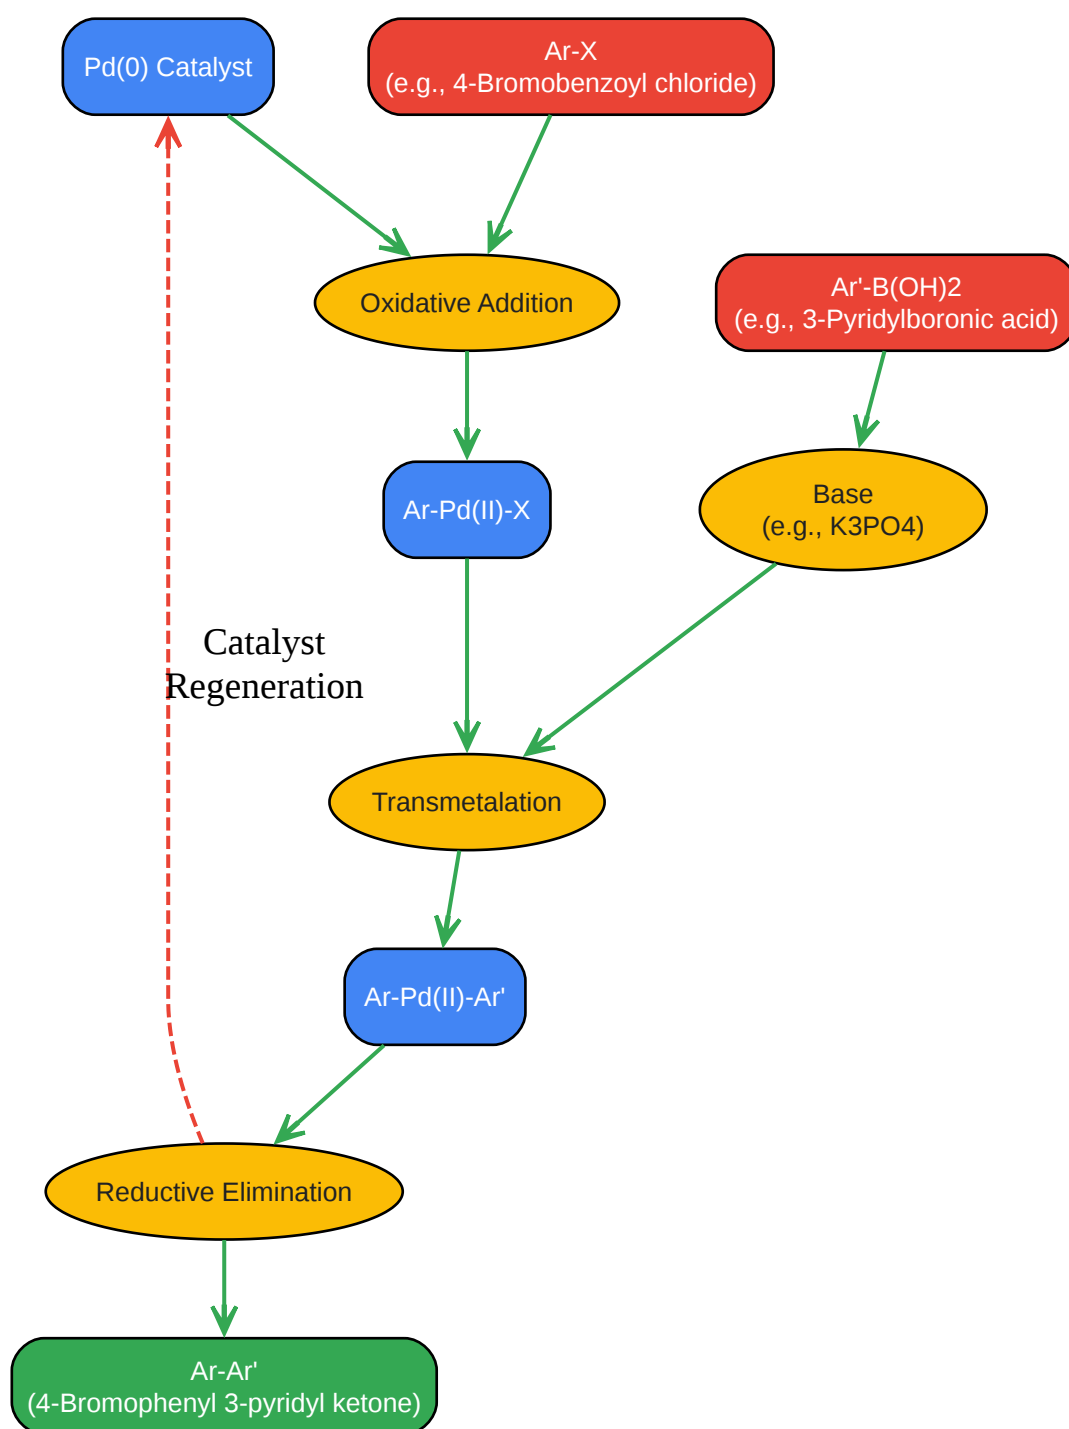 Pd(0) Catalyst
Ar-X
(e.g., 4-Bromobenzoyl chloride)
Oxidative Addition
Ar'-B(OH)2
(e.g., 3-Pyridylboronic acid)
Ar-Pd(II)-X
Base
(e.g., K3PO4)
Catalyst
Regeneration
Transmetalation
Ar-Pd(II)-Ar'
Reductive Elimination
Ar-Ar'
(4-Bromophenyl 3-pyridyl ketone)